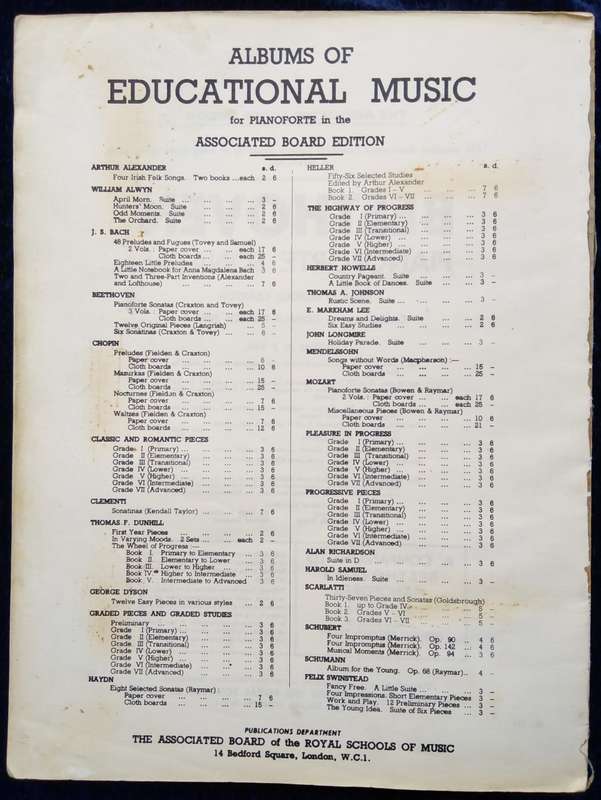 ALBUMS OF
EDUCATIONAL MUSIC
for PIANOFORTE in the
ASSOCIATED BOARD EDITION
ARTHUR ALEXANDER s. d.
Four Irish Folk Songs. Two books ... each 2 6
WILLIAM ALWYN
April Morn. Suite ... ... ... ... 3 –
Hunters' Moon. Suite ... ... ... 2 6
Odd Moments. Suite ... ... ... 2 6
The Orchard. Suite ... ... ... 2 6
J. S. BACH
48 Preludes and Fugues (Tovey and Samuel)
2 Vols. : Paper cover ... ... each 17 6
Cloth boards ... ... each 25 –
Eighteen Little Preludes ... ... ... 4 6
A Little Notebook for Anna Magdalena Bach 3 6
Two and Three-Part Inventions (Alexander
and Lofthouse) ... ... ... ... 7 6
BEETHOVEN
Pianoforte Sonatas (Craxton and Tovey)
3 Vols. : Paper cover ... ... each 17 6
Cloth boards ... ... each 25 –
Twelve Original Pieces (Langrish) ... 5 –
Six Sonatinas (Craxton & Tovey) ... ... 6 –
CHOPIN
Preludes (Fielden & Craxton)
Paper cover ... ... ... ... 6 –
Cloth boards ... ... ... ... 10 6
Mazurkas (Fielden & Craxton)
Paper cover ... ... ... ... 15 –
Cloth boards ... ... ... ... 25 –
Nocturnes (Fielden & Craxton)
Paper cover ... ... ... ... 7 6
Cloth boards ... ... ... ... 15 –
Waltzes (Fielden & Craxton)
Paper cover ... ... ... ... 7 6
Cloth boards ... ... ... ... 12 6
CLASSIC AND ROMANTIC PIECES
Grade I (Primary) ... ... ... ... 3 6
Grade II (Elementary) ... ... ... 3 6
Grade III (Transitional) ... ... ... 3 6
Grade IV (Lower) ... ... ... ... 3 6
Grade V (Higher) ... ... ... ... 3 6
Grade VI (Intermediate) ... ... ... 3 6
Grade VII (Advanced) ... ... ... 3 6
CLEMENTI
Sonatinas (Kendall Taylor) ... ... ... 7 6
THOMAS F. DUNHILL
First Year Pieces ... ... ... ... 2 6
In Varying Moods. 2 Sets ... ... each 2 –
The Wheel of Progress —
Book I. Primary to Elementary ... 3 6
Book II. Elementary to Lower ... 3 6
Book III. Lower to Higher ... ... 3 6
Book IV. Higher to Intermediate ... 3 6
Book V. Intermediate to Advanced 3 6
GEORGE DYSON
Twelve Easy Pieces in various styles ... 2 6
GRADED PIECES AND GRADED STUDIES
Preliminary ... ... ... ... ... 3 6
Grade I (Primary) ... ... ... ... 3 6
Grade II (Elementary) ... ... ... 3 6
Grade III (Transitional) ... ... ... 3 6
Grade IV (Lower) ... ... ... ... 3 6
Grade V (Higher) ... ... ... ... 3 6
Grade VI (Intermediate) ... ... ... 3 6
Grade VII (Advanced) ... ... ... 3 6
HAYDN
Eight Selected Sonatas (Raymar) :
Paper cover ... ... ... ... 7 6
Cloth boards ... ... ... ... 15 –
HELLER s. d.
Fifty-Six Selected Studies
Edited by Arthur Alexander
Book 1. Grades I – V ... ... ... 7 6
Book 2. Grades VI – VII ... ... ... 7 6
THE HIGHWAY OF PROGRESS
Grade I (Primary) ... ... ... ... 3 6
Grade II (Elementary) ... ... ... 3 6
Grade III (Transitional) ... ... ... 3 6
Grade IV (Lower) ... ... ... ... 3 6
Grade V (Higher) ... ... ... ... 3 6
Grade VI (Intermediate) ... ... ... 3 6
Grade VII (Advanced) ... ... ... 3 6
HERBERT HOWELLS
Country Pageant. Suite ... ... ... 3 –
A Little Book of Dances. Suite ... ... 3 –
THOMAS A. JOHNSON
Rustic Scene. Suite ... ... ... ... 3 –
E. MARKHAM LEE
Dreams and Delights. Suite ... ... 2 6
Six Easy Studies ... ... ... ... 2 6
JOHN LONGMIRE
Holiday Parade. Suite ... ... ... 3 –
MENDELSSOHN
Songs without Words (Macpherson) :—
Paper cover ... ... ... ... 15 –
Cloth boards ... ... ... ... 25 –
MOZART
Pianoforte Sonatas (Bowen & Raymar)
2 Vols. : Paper cover ... ... each 17 6
Cloth boards ... ... each 25 –
Miscellaneous Pieces (Bowen & Raymar)
Paper cover ... ... ... ... 10 6
Cloth boards ... ... ... ... 21 –
PLEASURE IN PROGRESS
Grade I (Primary) ... ... ... ... 3 6
Grade II (Elementary) ... ... ... 3 6
Grade III (Transitional) ... ... ... 3 6
Grade IV (Lower) ... ... ... ... 3 6
Grade V (Higher) ... ... ... ... 3 6
Grade VI (Intermediate) ... ... ... 3 6
Grade VII (Advanced) ... ... ... 3 6
PROGRESSIVE PIECES
Grade I (Primary) ... ... ... ... 3 6
Grade II (Elementary) ... ... ... 3 6
Grade III (Transitional) ... ... ... 3 6
Grade IV (Lower) ... ... ... ... 3 6
Grade V (Higher) ... ... ... ... 3 6
Grade VI (Intermediate) ... ... ... 3 6
Grade VII (Advanced) ... ... ... 3 6
ALAN RICHARDSON
Suite in D ... ... ... ... ... 3 6
HAROLD SAMUEL
In Idleness. Suite ... ... ... ... 3 –
SCARLATTI
Thirty-Seven Pieces and Sonatas (Goldsbrough)
Book 1. up to Grade IV ... ... ... 5 –
Book 2. Grades V – VI ... ... ... 5 –
Book 3. Grades VI – VII ... ... ... 5 –
SCHUBERT
Four Impromptus (Merrick). Op. 90 ... 4 6
Four Impromptus (Merrick). Op. 142 ... 4 6
Musical Moments (Merrick). Op. 94 ... 3 6
SCHUMANN
Album for the Young. Op. 68 (Raymar) ... 4 –
FELIX SWINSTEAD
Fancy Free. A Little Suite ... ... ... 3 –
Four Impressions. Short Elementary Pieces 3 –
Work and Play. 12 Preliminary Pieces ... 3 –
The Young Idea. Suite of Six Pieces ... 3 –
PUBLICATIONS DEPARTMENT
THE ASSOCIATED BOARD of the ROYAL SCHOOLS OF MUSIC
14 Bedford Square, London, W.C.1.